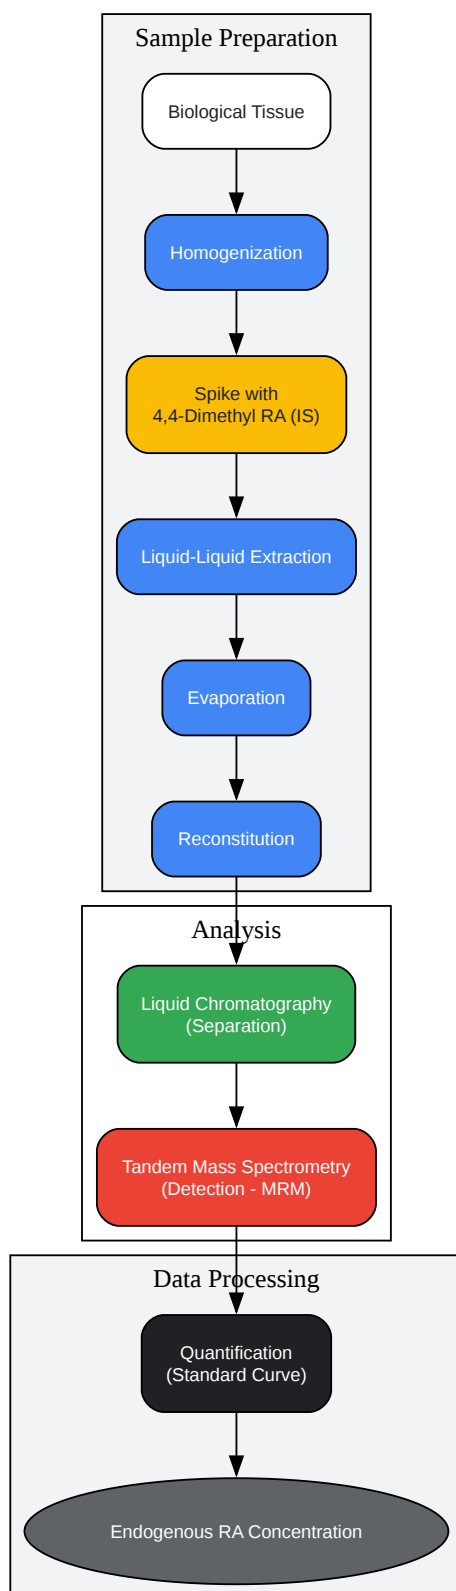 Sample Preparation
Biological Tissue
Homogenization
Spike with
4,4-Dimethyl RA (IS)
Liquid-Liquid Extraction
Evaporation
Reconstitution
Analysis
Liquid Chromatography
(Separation)
Tandem Mass Spectrometry
(Detection - MRM)
Data Processing
Quantification
(Standard Curve)
Endogenous RA Concentration